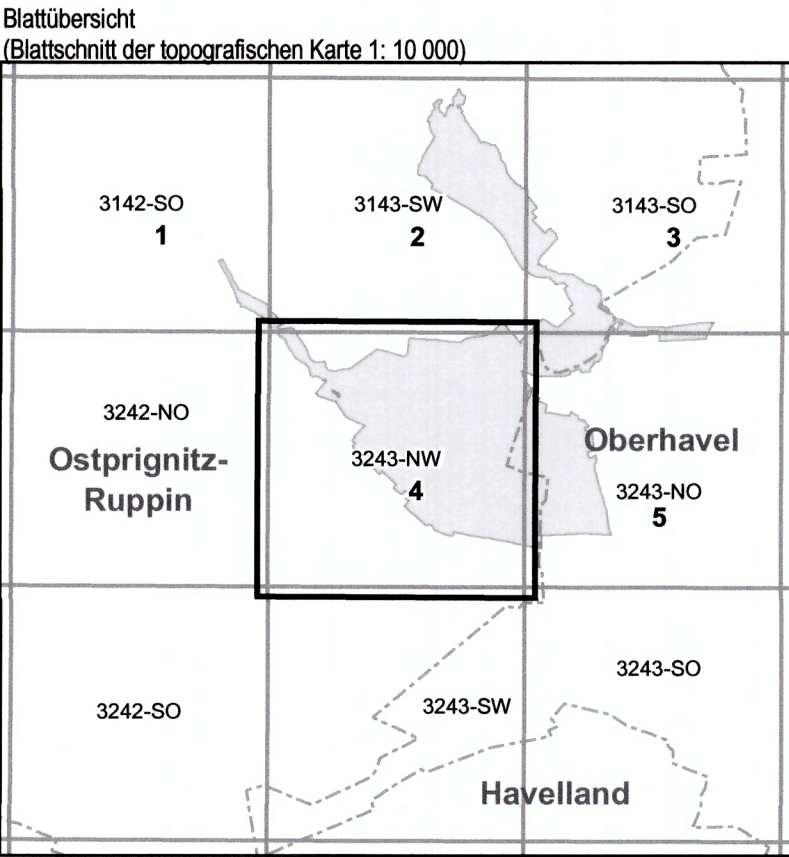 Blattübersicht
(Blattschnitt der topografischen Karte 1: 10 000)
3142-SO
1
3143-SW
2
3143-SO
3
3242-NO
Ostprignitz-
Ruppin
3243-NW
4
Oberhavel
3243-NO
5
3242-SO
3243-SW
3243-SO
Havelland